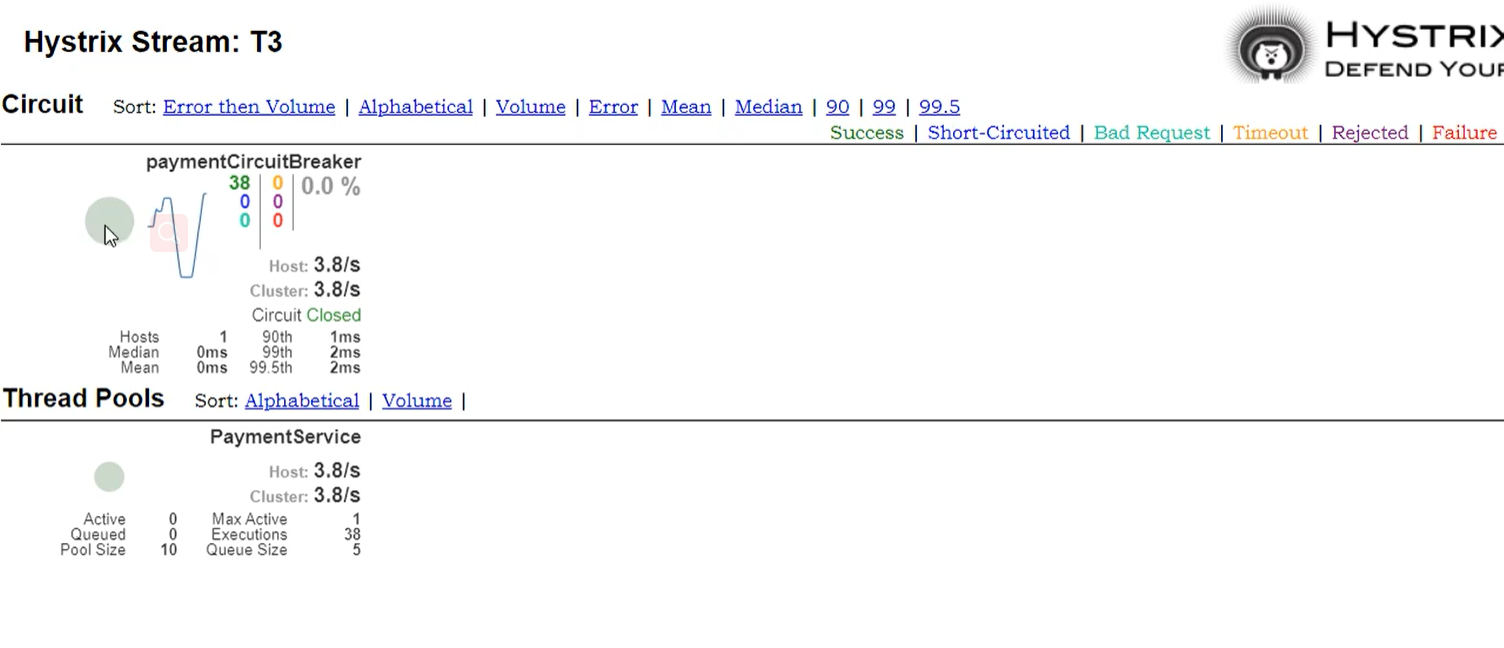 Hystrix Stream: T3
HYSTRIX
DEFEND YOUR
Circuit Sort: Error then Volume | Alphabetical | Volume | Error | Mean | Median | 90 | 99 | 99.5
Success | Short-Circuited | Bad Request | Timeout | Rejected | Failure
paymentCircuitBreaker
38 0 0.0 %
0 0
0 0
Host: 3.8/s
Cluster: 3.8/s
Circuit Closed
Hosts 1 90th 1ms
Median 0ms 99th 2ms
Mean 0ms 99.5th 2ms
Thread Pools Sort: Alphabetical | Volume |
PaymentService
Host: 3.8/s
Cluster: 3.8/s
Active 0 Max Active 1
Queued 0 Executions 38
Pool Size 10 Queue Size 5